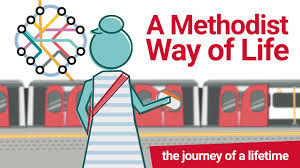 A Methodist
Way of Life
the journey of a lifetime